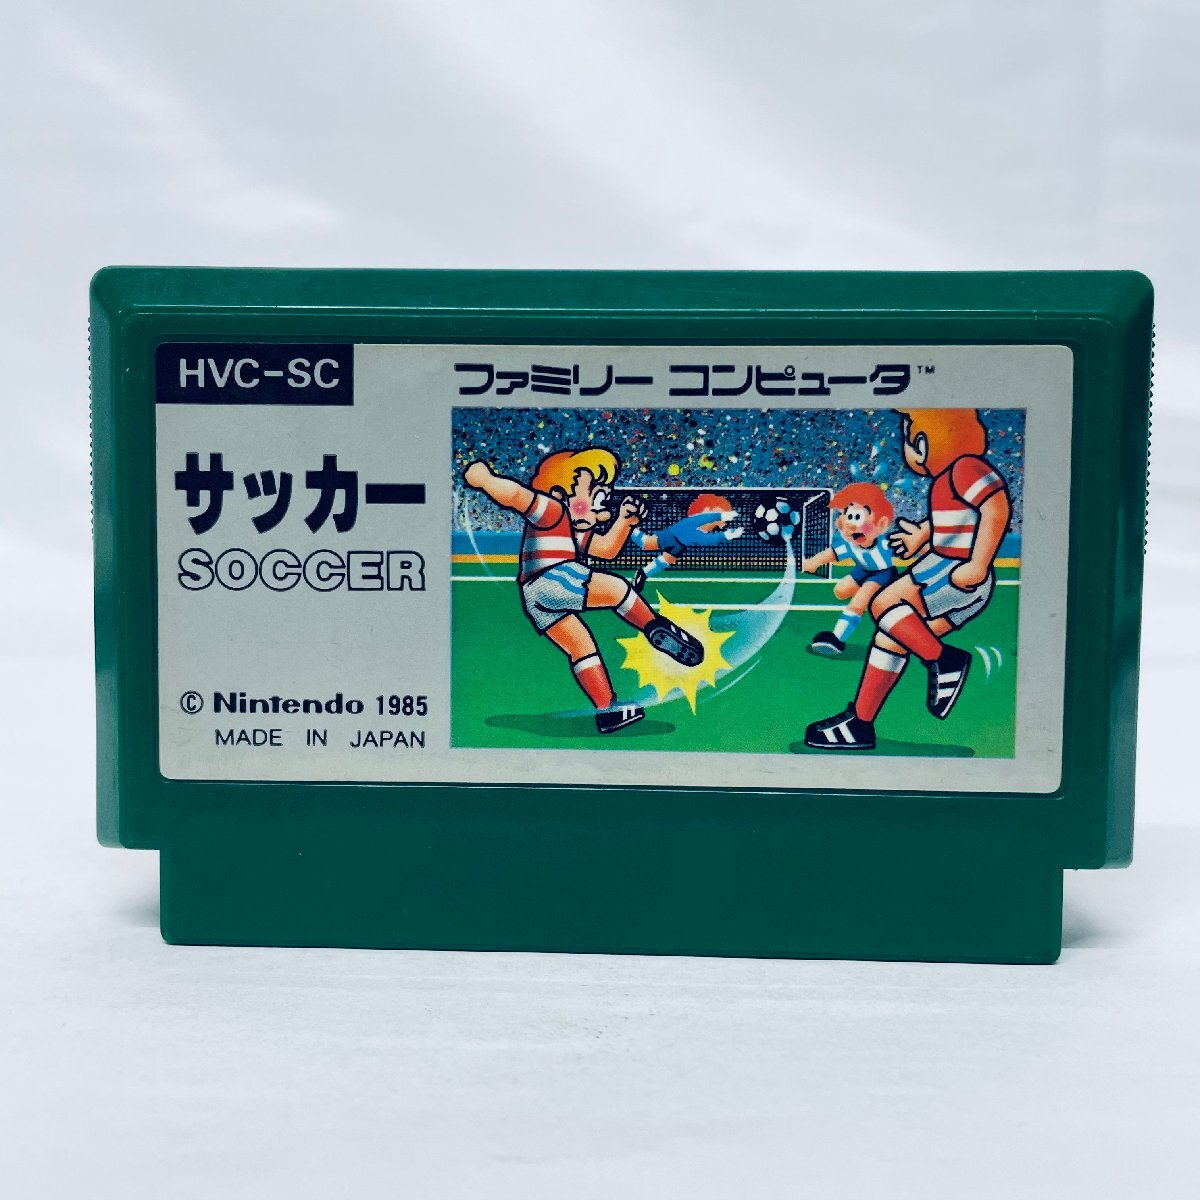 HVC-SC
ファミリー コンピュータ™
サッカー
SOCCER
© Nintendo 1985
MADE IN JAPAN